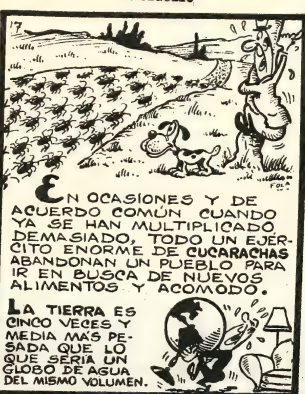 17
FOLA
EN OCASIONES Y DE
ACUERDO COMÚN CUANDO
YA SE HAN MULTIPLICADO
DEMASIADO, TODO UN EJÉR-
CITO ENORME DE CUCARACHAS
ABANDONAN UN PUEBLO PARA
IR EN BUSCA DE NUEVOS
ALIMENTOS Y ACOMODO.
LA TIERRA ES
CINCO VECES Y
MEDIA MÁS PE-
SADA QUE LO
QUE SERÍA UN
GLOBO DE AGUA
DEL MISMO VOLUMEN.